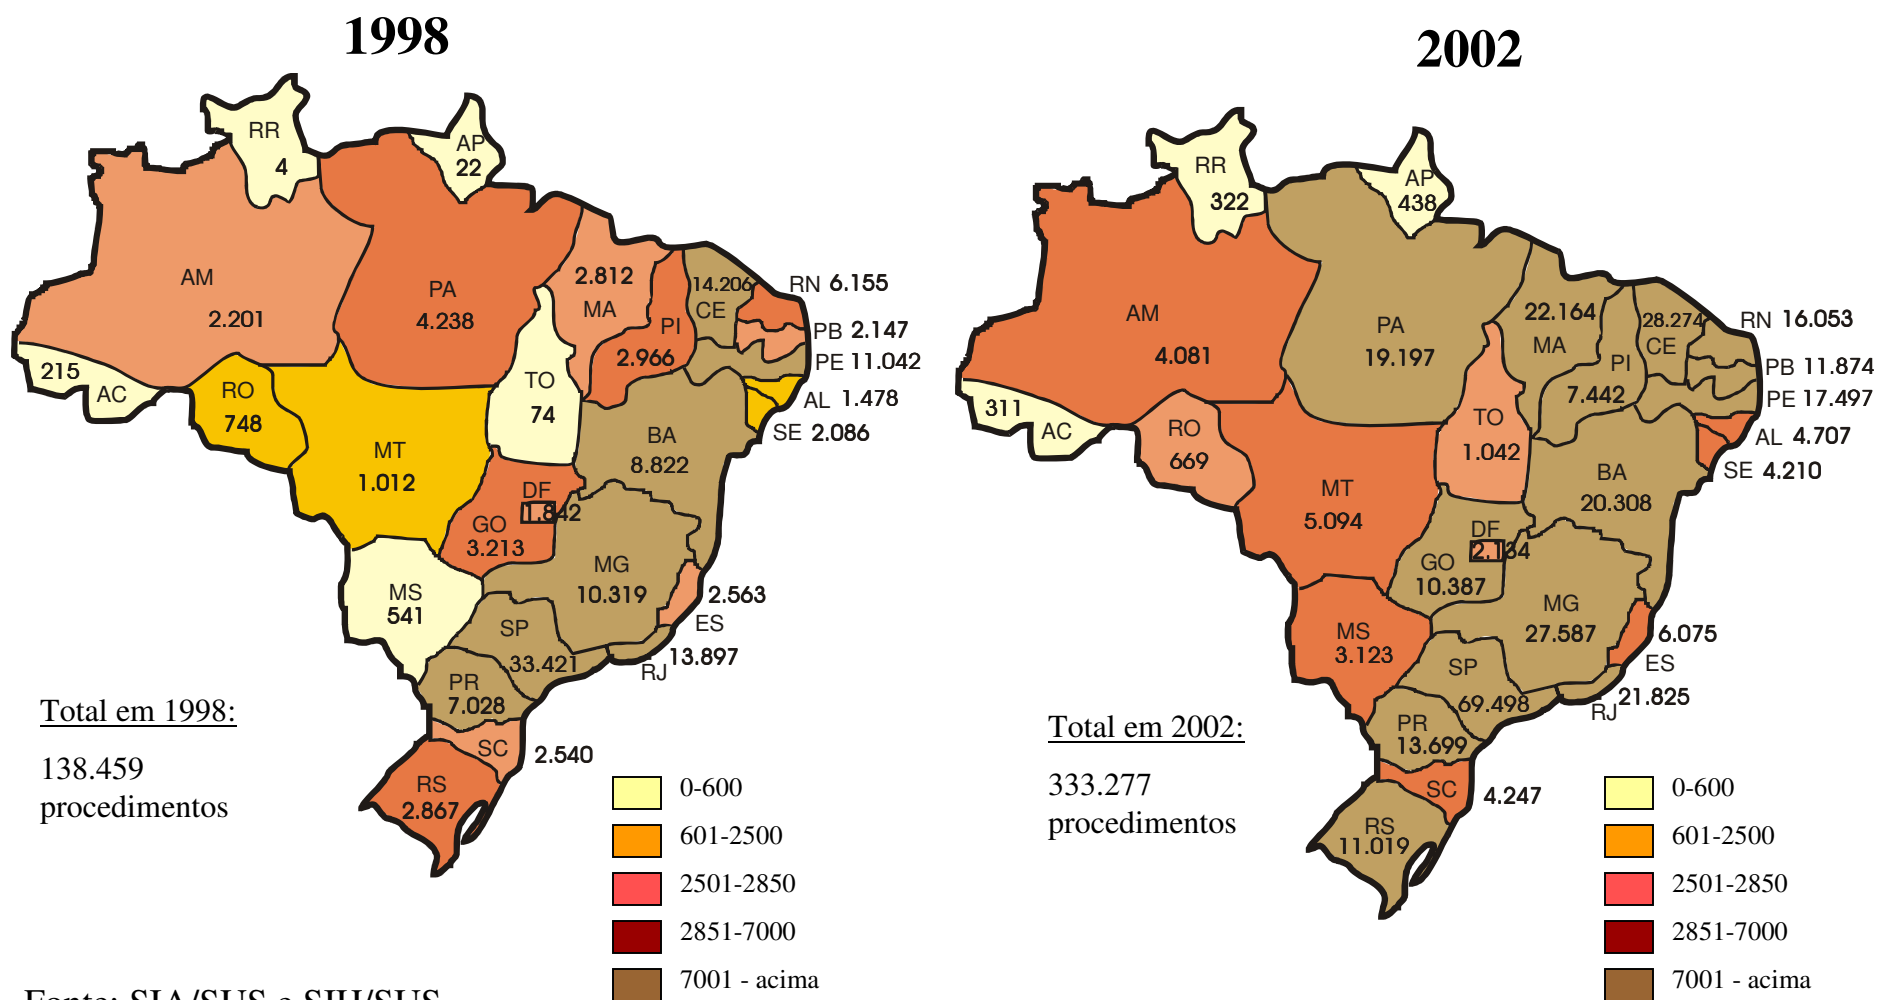 1998
RR
4
AP
22
AM
2.201
PA
4.238
2.812
MA
PI
2.966
14.206
CE
RN 6.155
PB 2.147
PE 11.042
AL 1.478
SE 2.086
215
AC
RO
748
TO
74
MT
1.012
BA
8.822
DF
1.842
GO
3.213
MG
10.319
MS
541
2.563
ES
SP
33.421
RJ
13.897
PR
7.028
SC
2.540
RS
2.867
Total em 1998:
138.459
procedimentos
0-600
601-2500
2501-2850
2851-7000
7001 - acima
2002
RR
322
AP
438
AM
4.081
PA
19.197
22.164
MA
PI
7.442
28.274
CE
RN 16.053
PB 11.874
PE 17.497
AL 4.707
SE 4.210
311
AC
RO
669
TO
1.042
MT
5.094
BA
20.308
DF
2.134
GO
10.387
MG
27.587
MS
3.123
6.075
ES
SP
69.498
RJ
21.825
PR
13.699
SC
4.247
RS
11.019
Total em 2002:
333.277
procedimentos
0-600
601-2500
2501-2850
2851-7000
7001 - acima
Fonte: SIA/SUS e SIH/SUS